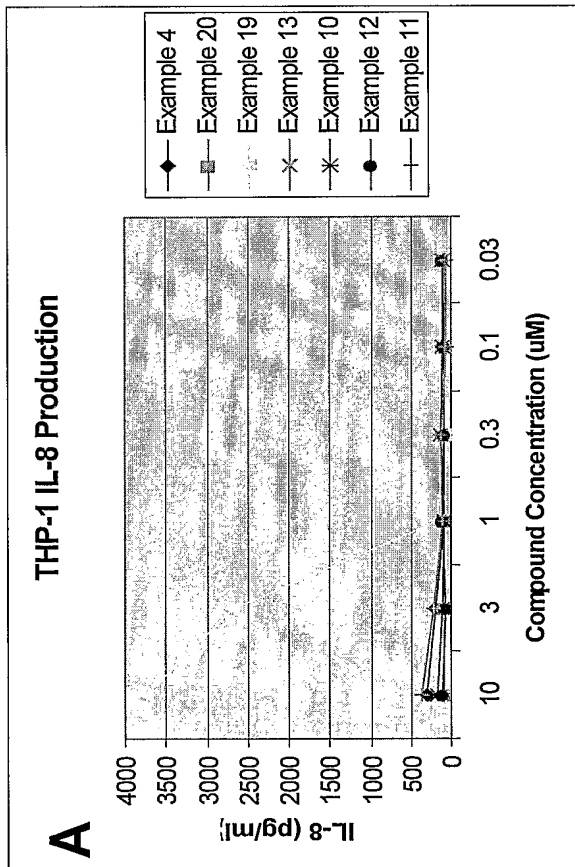 A
THP-1 IL-8 Production
IL-8 (pg/ml)
4000
3500
3000
2500
2000
1500
1000
500
0
10
3
1
0.3
0.1
0.03
Compound Concentration (uM)
Example 4
Example 20
Example 19
Example 13
Example 10
Example 12
Example 11